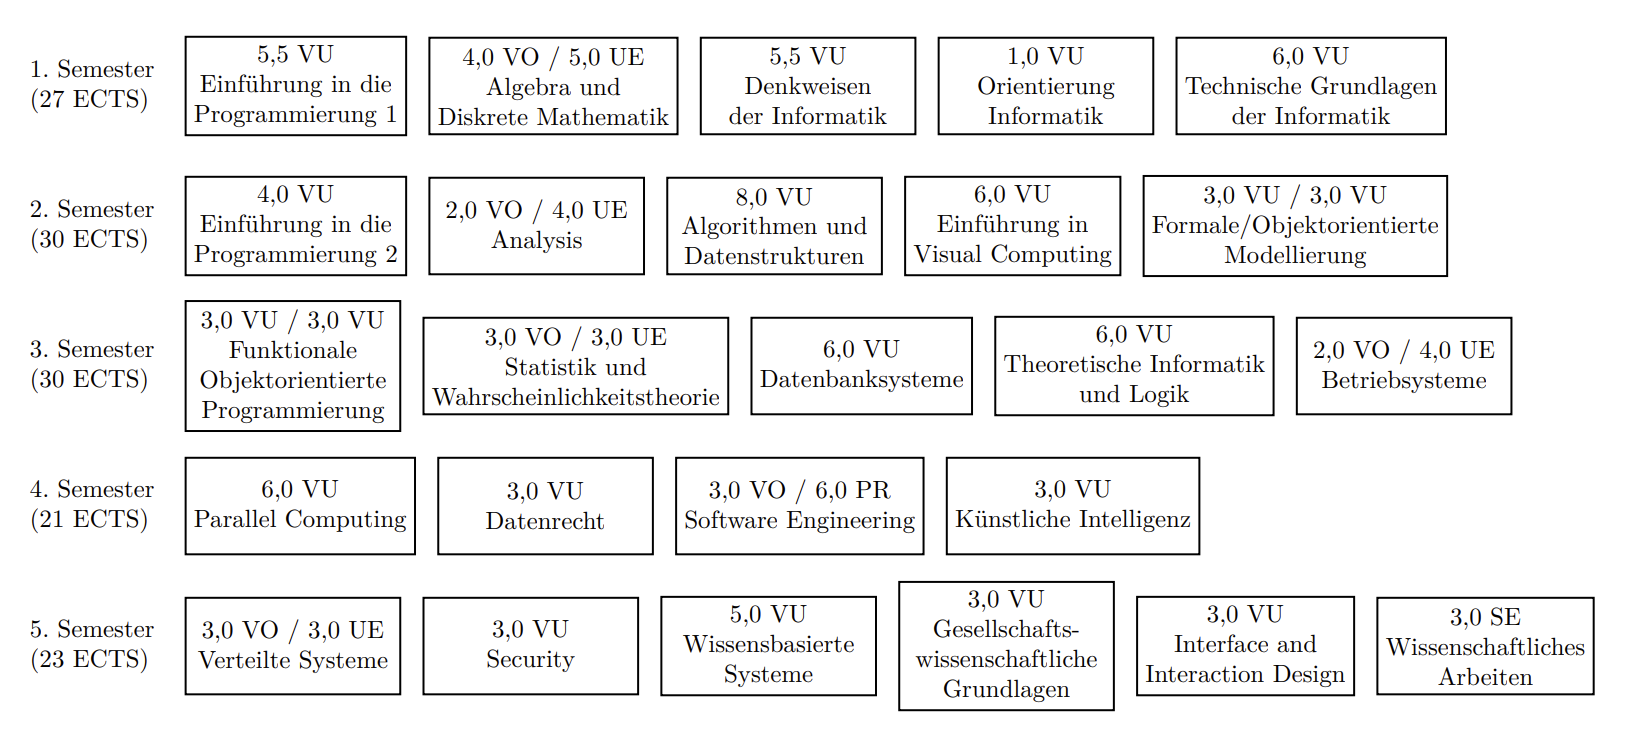 1. Semester
(27 ECTS)
5,5 VU
Einführung in die
Programmierung 1
4,0 VO / 5,0 UE
Algebra und
Diskrete Mathematik
5,5 VU
Denkweisen
der Informatik
1,0 VU
Orientierung
Informatik
6,0 VU
Technische Grundlagen
der Informatik
2. Semester
(30 ECTS)
4,0 VU
Einführung in die
Programmierung 2
2,0 VO / 4,0 UE
Analysis
8,0 VU
Algorithmen und
Datenstrukturen
6,0 VU
Einführung in
Visual Computing
3,0 VU / 3,0 VU
Formale/Objektorientierte
Modellierung
3. Semester
(30 ECTS)
3,0 VU / 3,0 VU
Funktionale
Objektorientierte
Programmierung
3,0 VO / 3,0 UE
Statistik und
Wahrscheinlichkeitstheorie
6,0 VU
Datenbanksysteme
6,0 VU
Theoretische Informatik
und Logik
2,0 VO / 4,0 UE
Betriebsysteme
4. Semester
(21 ECTS)
6,0 VU
Parallel Computing
3,0 VU
Datenrecht
3,0 VO / 6,0 PR
Software Engineering
3,0 VU
Künstliche Intelligenz
5. Semester
(23 ECTS)
3,0 VO / 3,0 UE
Verteilte Systeme
3,0 VU
Security
5,0 VU
Wissensbasierte
Systeme
3,0 VU
Gesellschafts-
wissenschaftliche
Grundlagen
3,0 VU
Interface and
Interaction Design
3,0 SE
Wissenschaftliches
Arbeiten